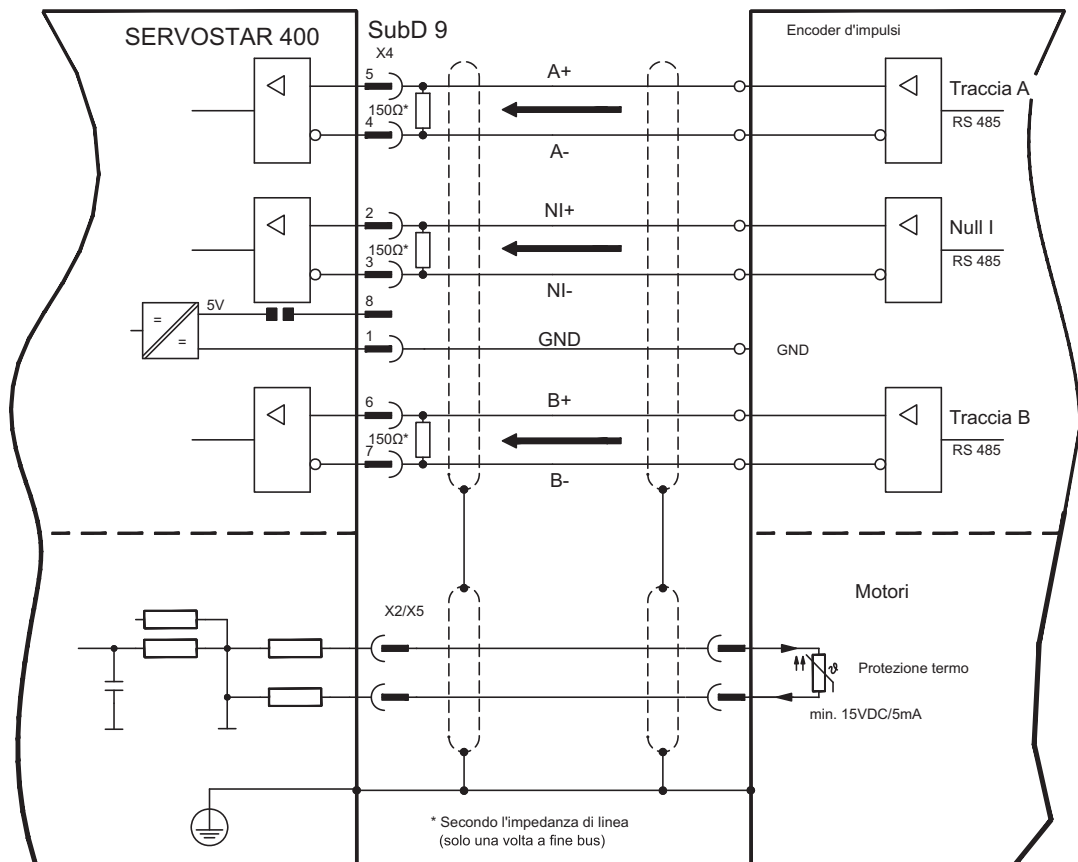 SERVOSTAR 400
SubD 9
X4
Encoder d'impulsi
5
A+
Traccia A
150Ω*
RS 485
4
A-
2
NI+
Null I
150Ω*
RS 485
3
NI-
5V
8
=
=
1
GND
GND
6
B+
Traccia B
150Ω*
RS 485
7
B-
Motori
X2/X5
ϑ
Protezione termo
min. 15VDC/5mA
* Secondo l'impedanza di linea
(solo una volta a fine bus)